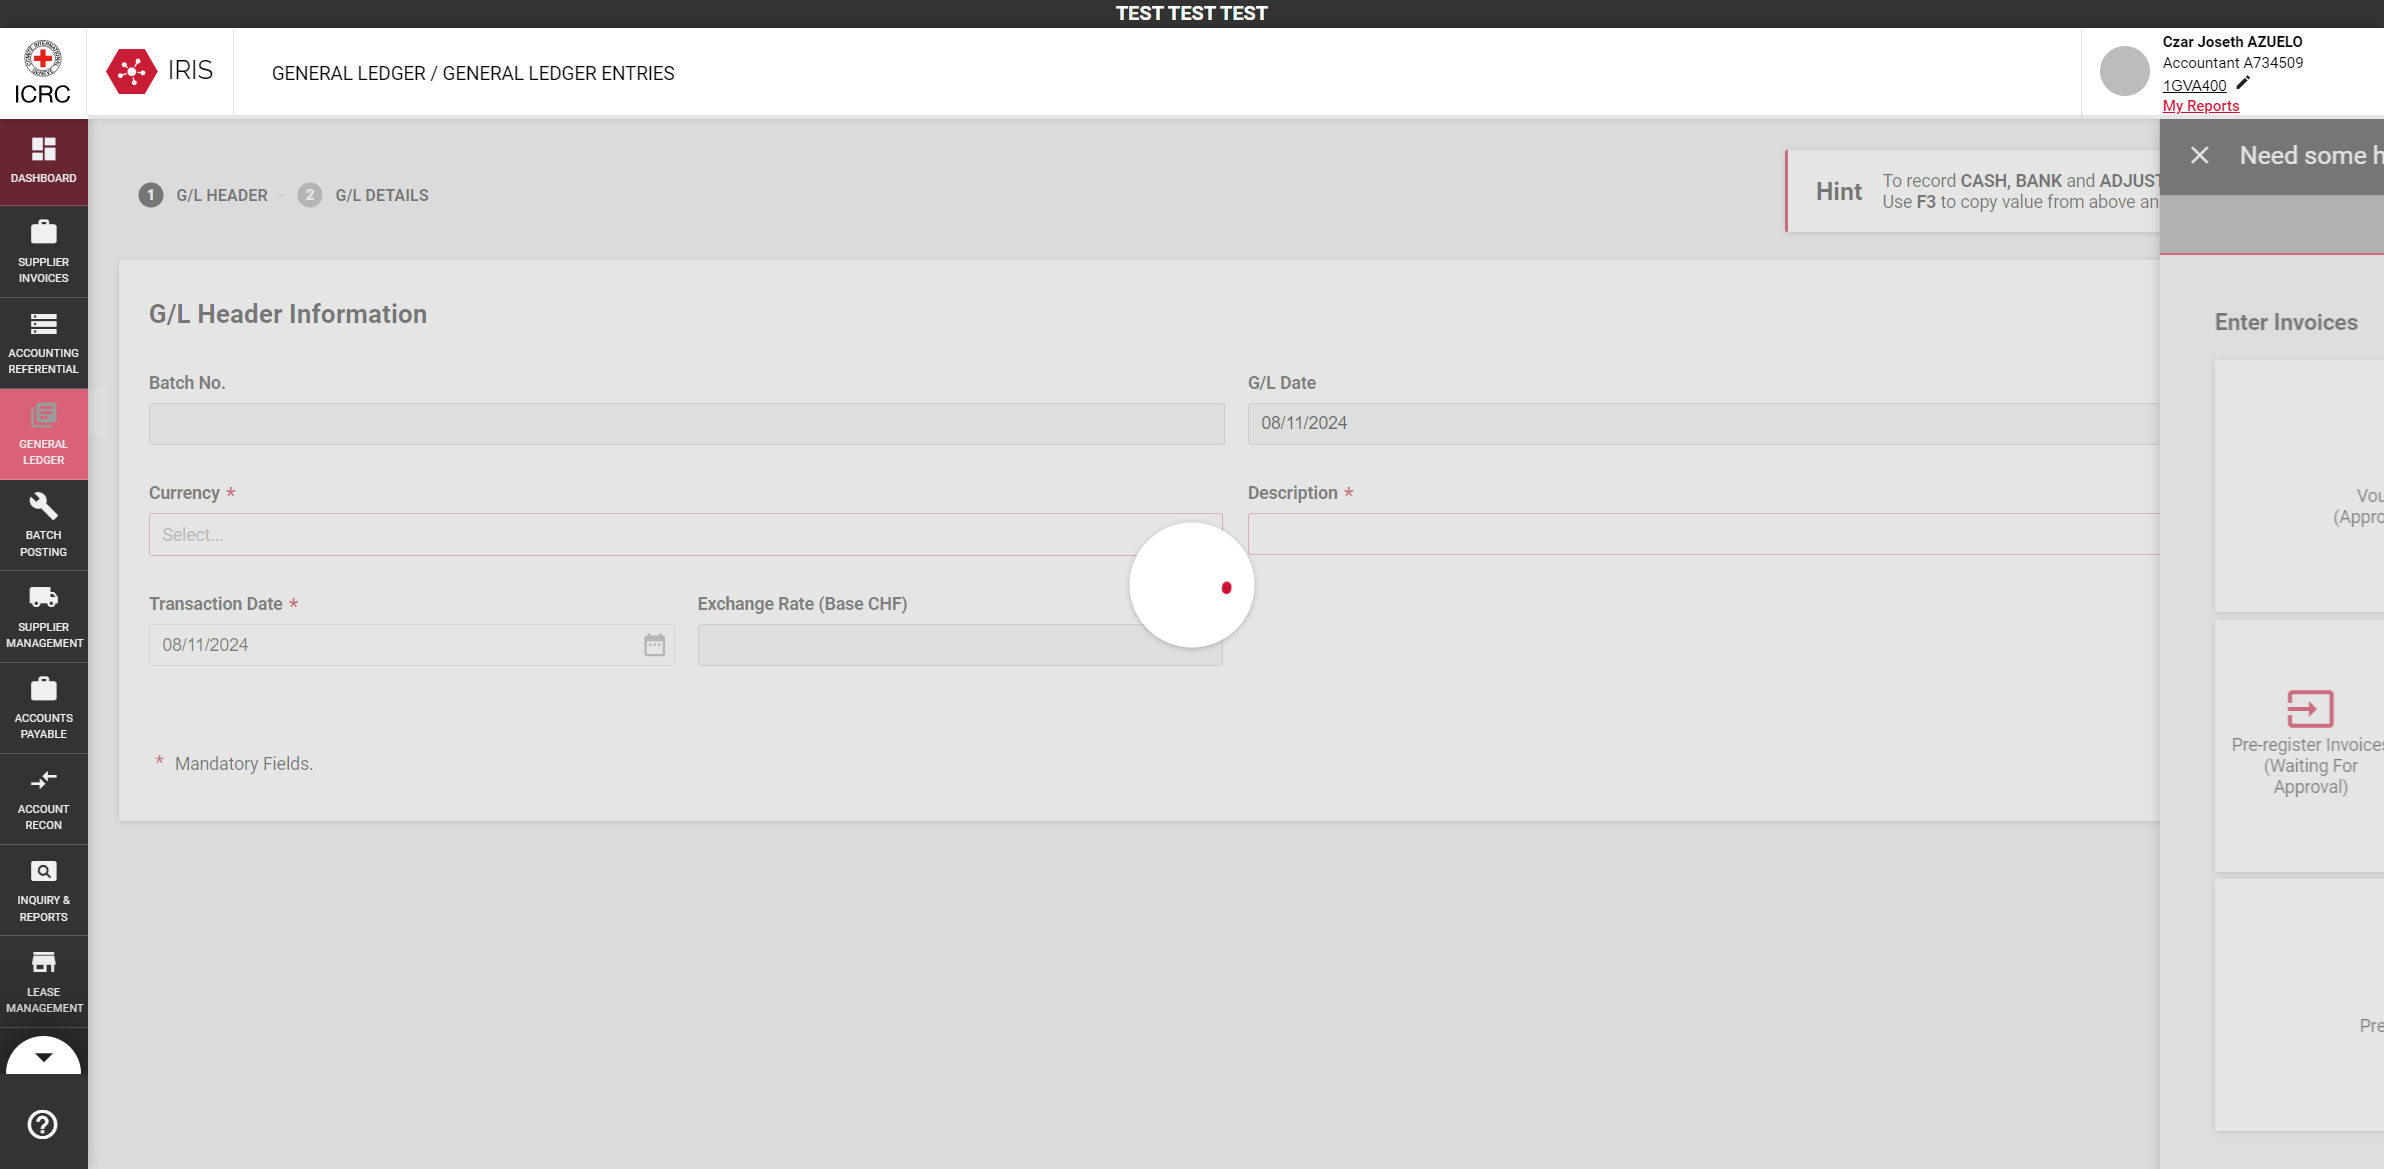 TEST TEST TEST
COMITE INTERNATIONAL GENEVE
ICRC
IRIS
GENERAL LEDGER / GENERAL LEDGER ENTRIES
Czar Joseth AZUELO
Accountant A734509
1GVA400
My Reports
DASHBOARD
SUPPLIER
INVOICES
ACCOUNTING
REFERENTIAL
GENERAL
LEDGER
BATCH
POSTING
SUPPLIER
MANAGEMENT
ACCOUNTS
PAYABLE
ACCOUNT
RECON
INQUIRY &
REPORTS
LEASE
MANAGEMENT
1 G/L HEADER – 2 G/L DETAILS
Hint
To record CASH, BANK and ADJUST
Use F3 to copy value from above an
G/L Header Information
Batch No.
G/L Date
08/11/2024
Currency *
Select...
Description *
Transaction Date *
08/11/2024
Exchange Rate (Base CHF)
* Mandatory Fields.
Need some h
Enter Invoices
Vou
(Appro
Pre-register Invoices
(Waiting For
Approval)
Pre